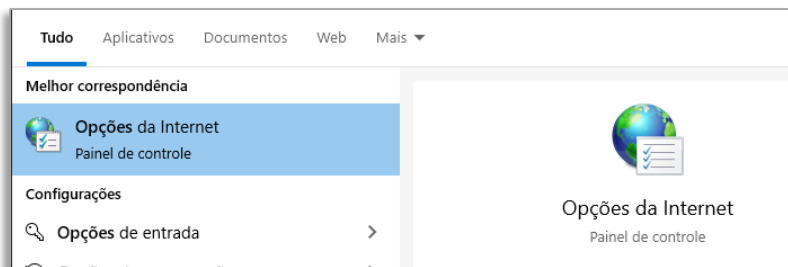 Tudo Aplicativos Documentos Web Mais
Melhor correspondência
Opções da Internet
Painel de controle
Configurações
Opções de entrada
Opções da Internet
Painel de controle